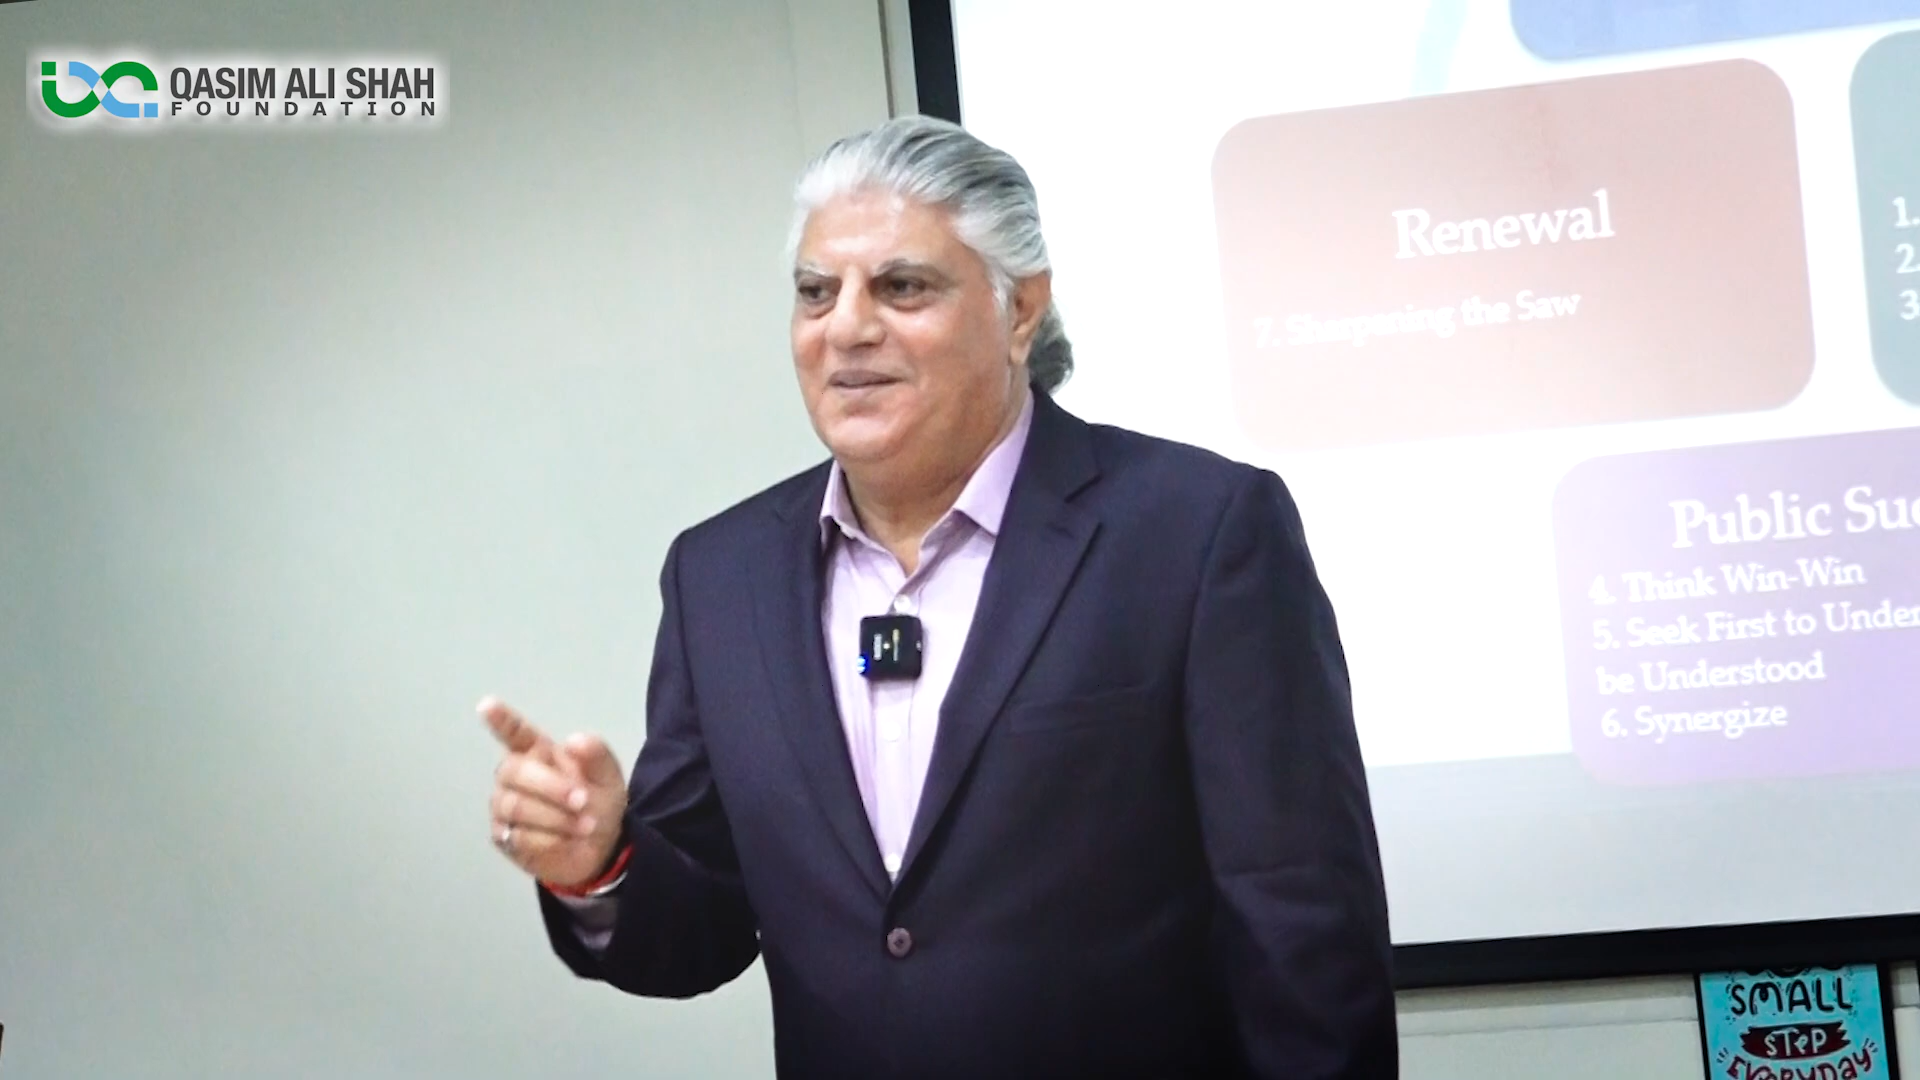 QASIM ALI SHAH
FOUNDATION
Renewal
7. Sharpening the Saw
1.
2.
3
Public Suc
4. Think Win-Win
5. Seek First to Under
be Understood
6. Synergize
SMALL
STEP
EVERYDAY